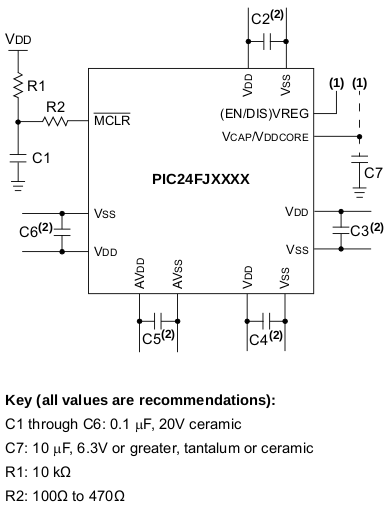 C2(2)
VDD
R1
R2
C1
MCLR
VDD
VSS
(EN/DIS)VREG
(1) (1)
VCAP/VDDCORE
C7
PIC24FJXXXX
VSS
VDD
C6(2)
VDD
VSS
C3(2)
AVDD
AVSS
VDD
VSS
C5(2)
C4(2)
Key (all values are recommendations):
C1 through C6: 0.1 μF, 20V ceramic
C7: 10 μF, 6.3V or greater, tantalum or ceramic
R1: 10 kΩ
R2: 100Ω to 470Ω